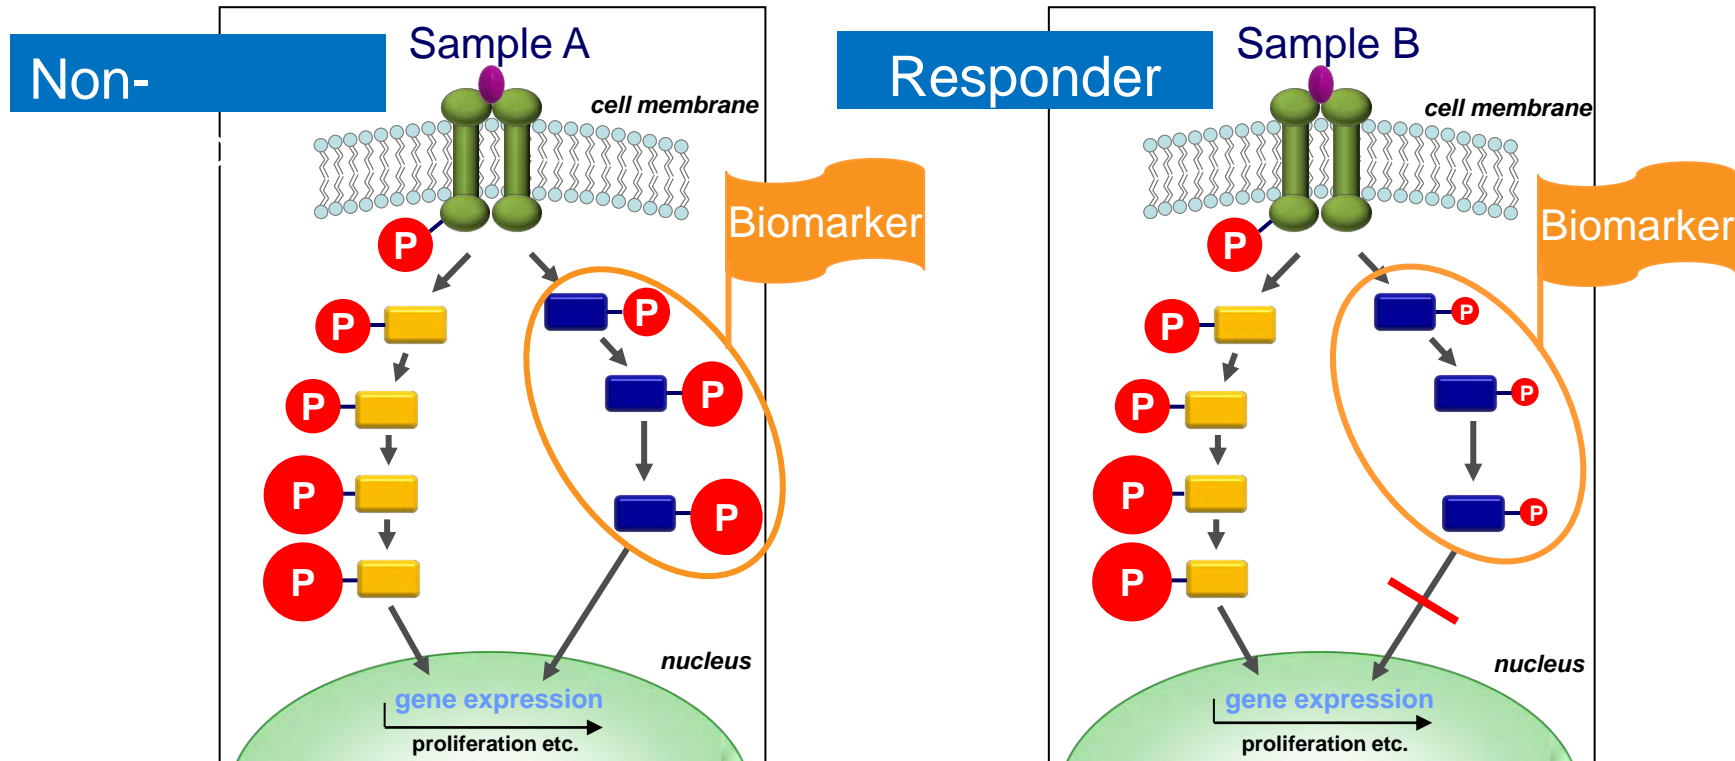 Non-
Sample A
cell membrane
Biomarker
P
P
P
P
P
P
P
P
nucleus
gene expression
proliferation etc.
Responder
Sample B
cell membrane
Biomarker
P
P
P
P
P
P
P
P
nucleus
gene expression
proliferation etc.